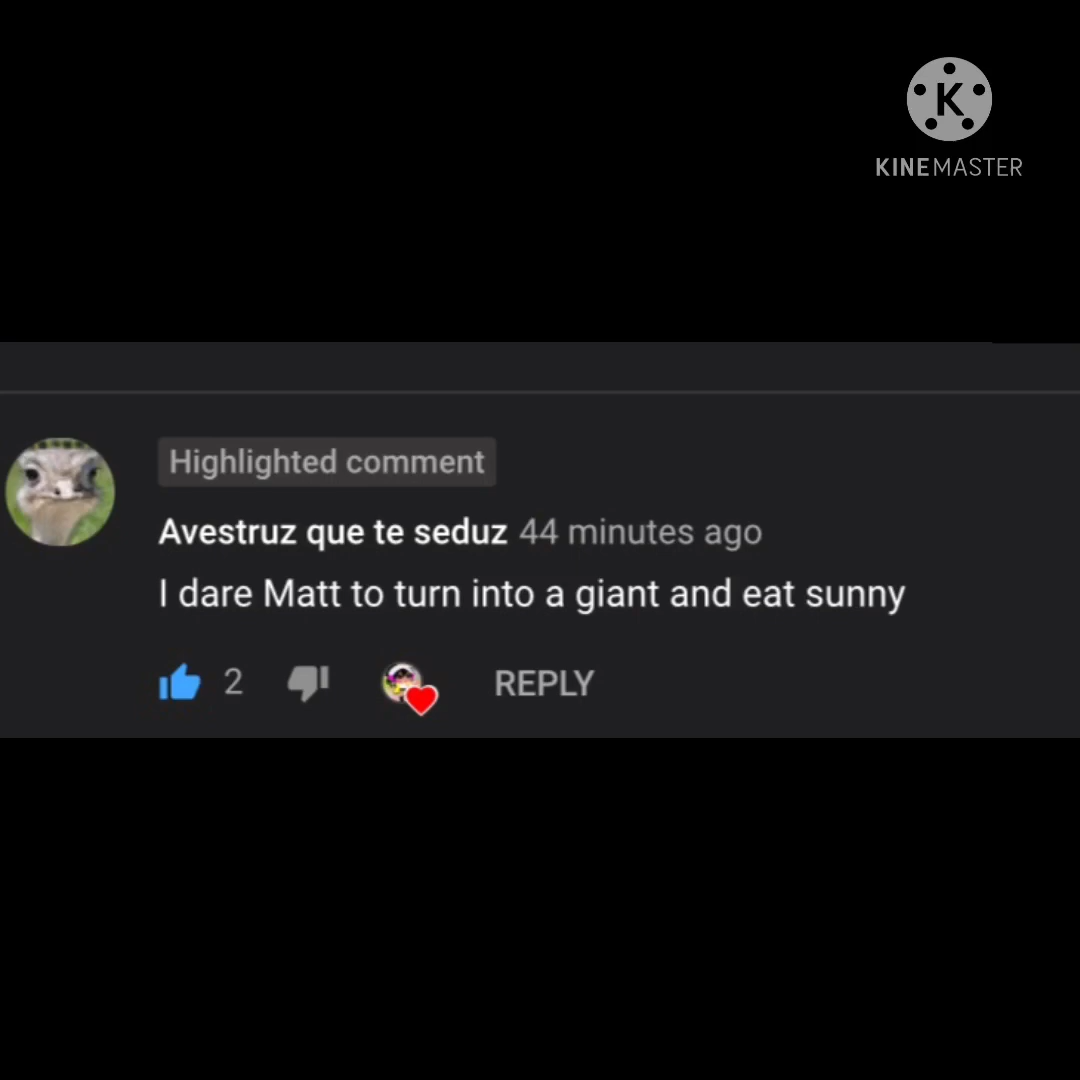 K
KINEMASTER
Highlighted comment
Avestruz que te seduz 44 minutes ago
I dare Matt to turn into a giant and eat sunny
2
REPLY